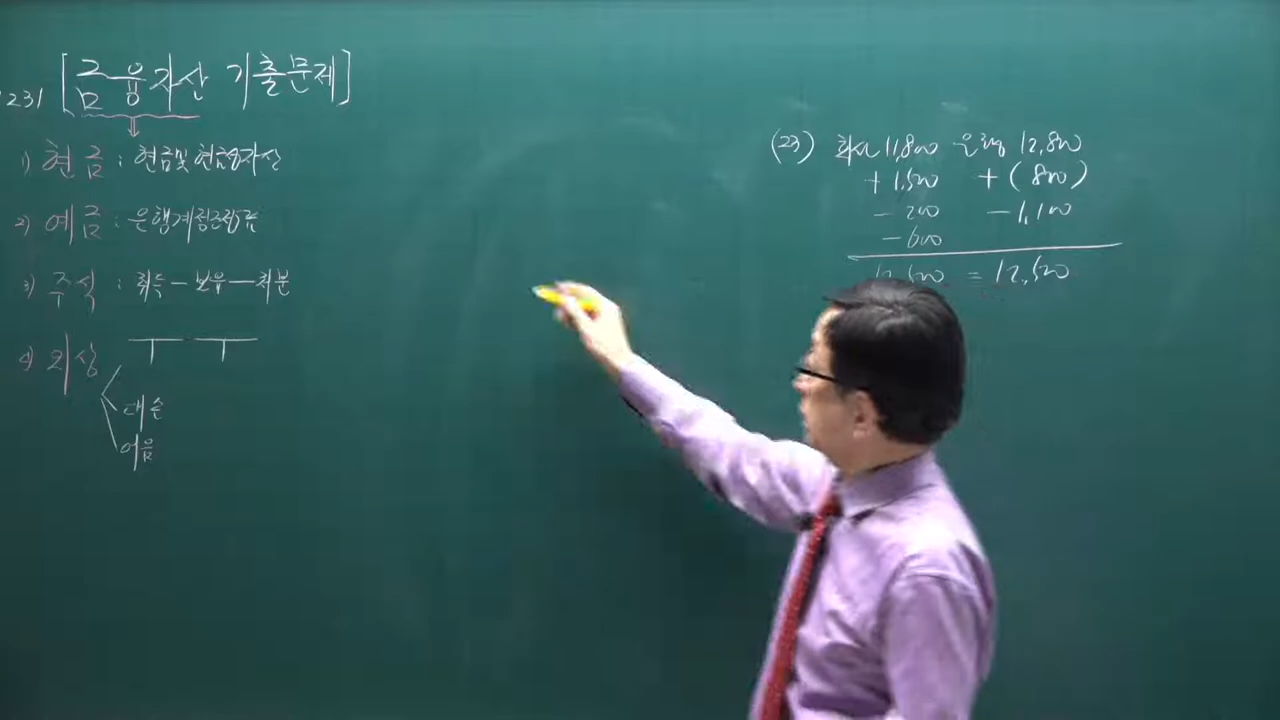 231 [금융자산 기출문제]
1) 현금 : 현금및현금성자산
2) 예금 : 은행계정조정표
3) 주식 : 취득 - 보유 - 처분
4) 외상
대손
어음
(23) 회사 11,800 은행 12,800
+ 1,500 + (800)
- 200 - 1,100
- 600
12,500 = 12,500